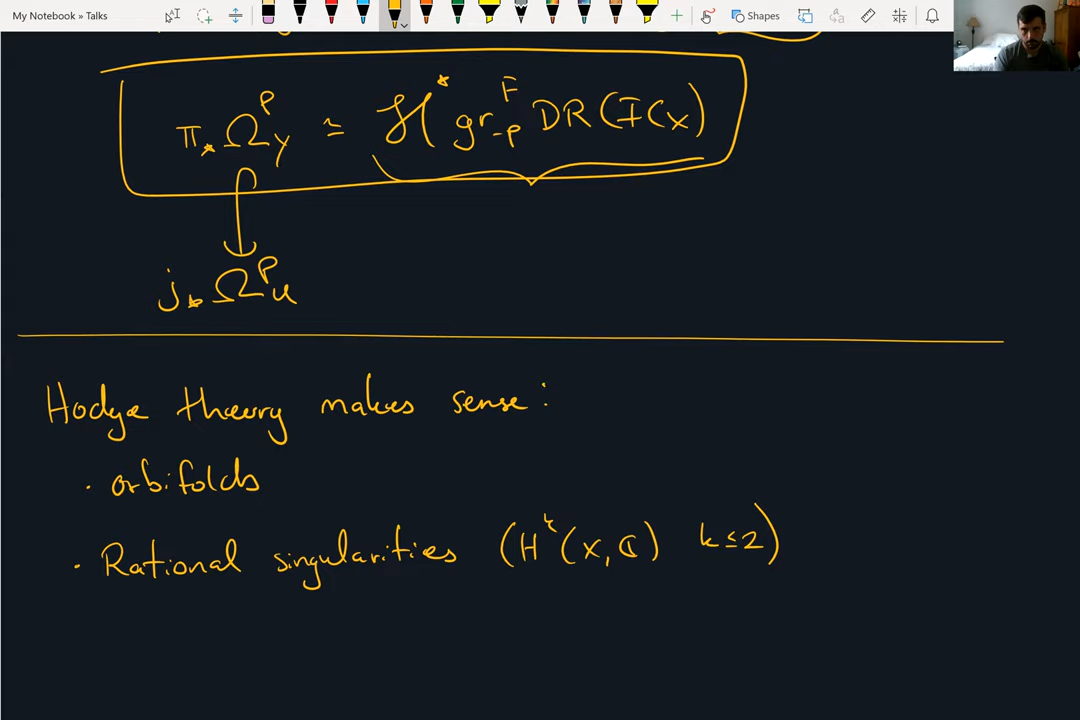 My Notebook » Talks
Shapes
π_* Ω^p_Y ≃ ℋ^* gr^F_{-p} DR(IC_X)
j_* Ω^p_U
Hodge theory makes sense:
· orbifolds
· Rational singularities (H^k(X, ℂ) k ≤ 2)